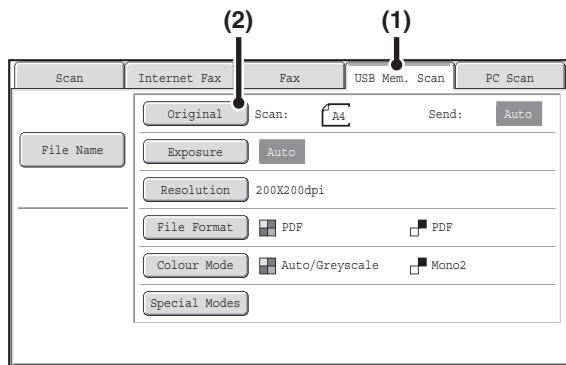 (2) (1)
Scan Internet Fax Fax USB Mem. Scan PC Scan
Original Scan: A4 Send: Auto
File Name Exposure Auto
Resolution 200X200dpi
File Format PDF PDF
Colour Mode Auto/Greyscale Mono2
Special Modes